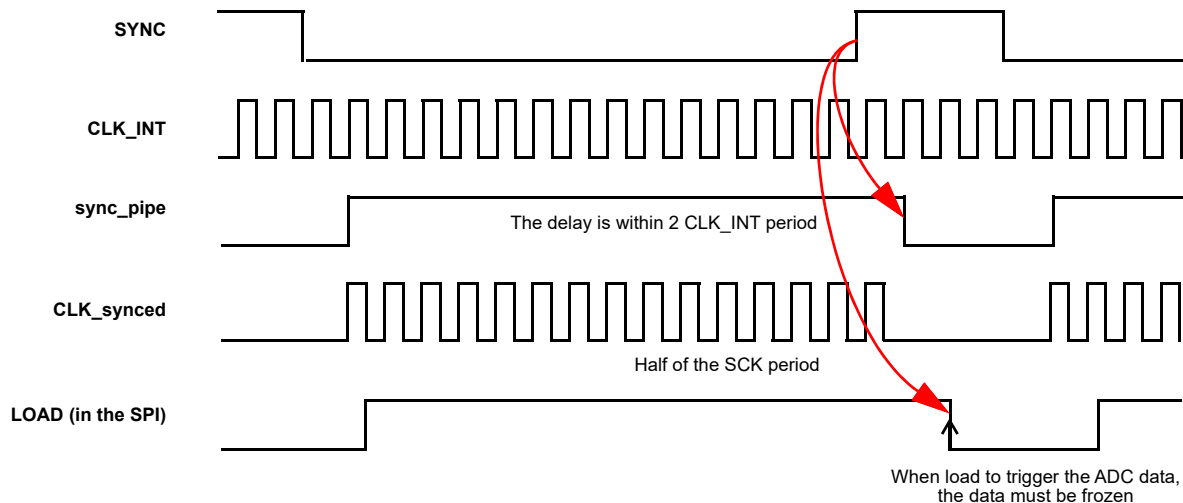 SYNC
CLK_INT
sync_pipe
The delay is within 2 CLK_INT period
CLK_synced
Half of the SCK period
LOAD (in the SPI)
When load to trigger the ADC data,
the data must be frozen